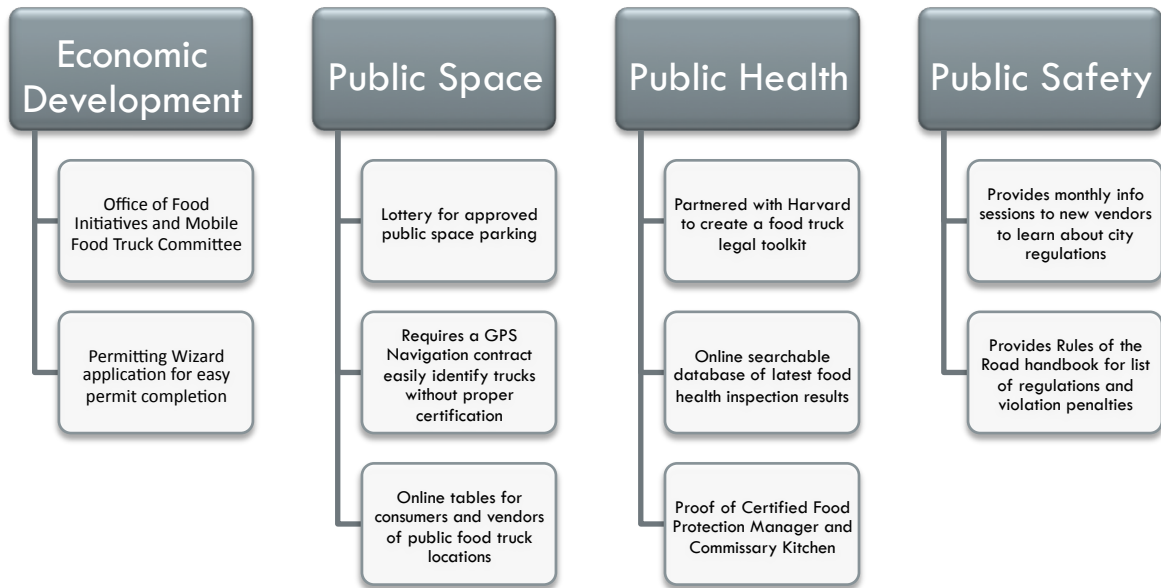 Economic
Development
Office of Food
Initiatives and Mobile
Food Truck Committee
Permitting Wizard
application for easy
permit completion
Public Space
Lottery for approved
public space parking
Requires a GPS
Navigation contract
easily identify trucks
without proper
certification
Online tables for
consumers and vendors
of public food truck
locations
Public Health
Partnered with Harvard
to create a food truck
legal toolkit
Online searchable
database of latest food
health inspection results
Proof of Certified Food
Protection Manager and
Commissary Kitchen
Public Safety
Provides monthly info
sessions to new vendors
to learn about city
regulations
Provides Rules of the
Road handbook for list
of regulations and
violation penalties